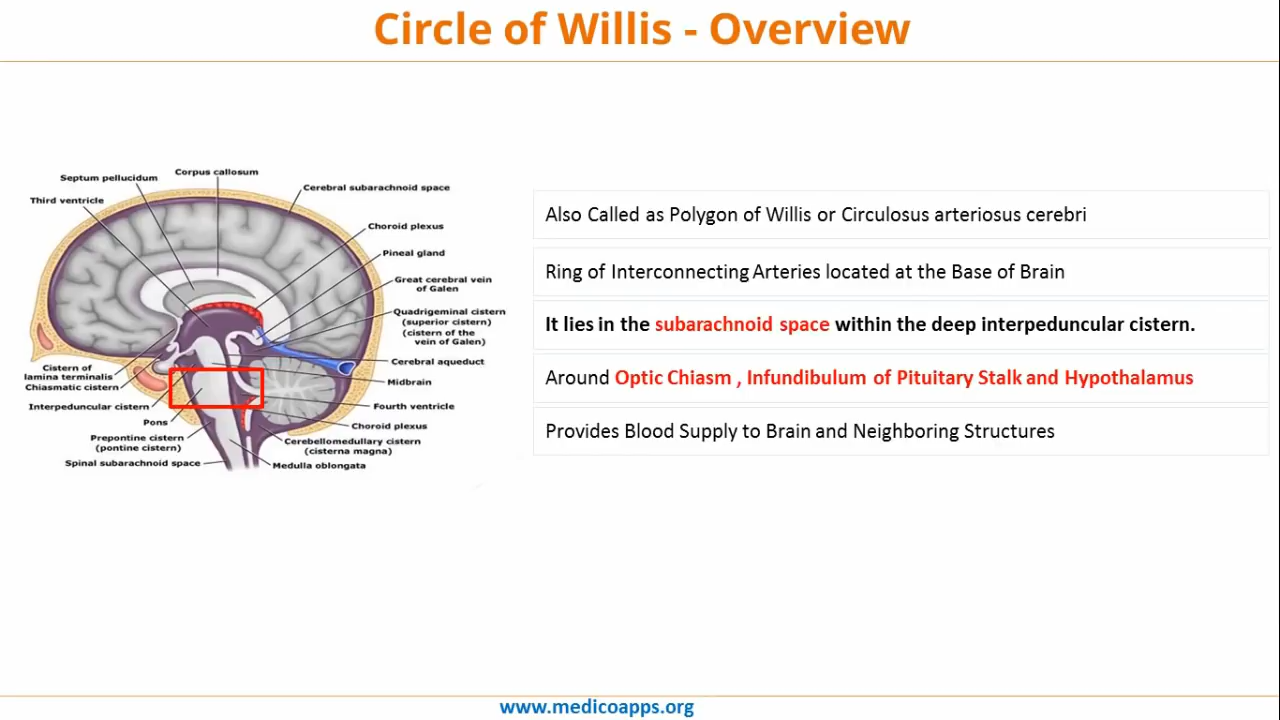 Circle of Willis - Overview
Septum pellucidum
Corpus callosum
Cerebral subarachnoid space
Third ventricle
Choroid plexus
Pineal gland
Great cerebral vein
of Galen
Quadrigeminal cistern
(superior cistern)
(cistern of the
vein of Galen)
Cerebral aqueduct
Cistern of
lamina terminalis
Chiasmatic cistern
Midbrain
Interpeduncular cistern
Fourth ventricle
Pons
Choroid plexus
Prepontine cistern
(pontine cistern)
Cerebellomedullary cistern
(cisterna magna)
Spinal subarachnoid space
Medulla oblongata
Also Called as Polygon of Willis or Circulosus arteriosus cerebri
Ring of Interconnecting Arteries located at the Base of Brain
It lies in the subarachnoid space within the deep interpeduncular cistern.
Around Optic Chiasm , Infundibulum of Pituitary Stalk and Hypothalamus
Provides Blood Supply to Brain and Neighboring Structures
www.medicoapps.org